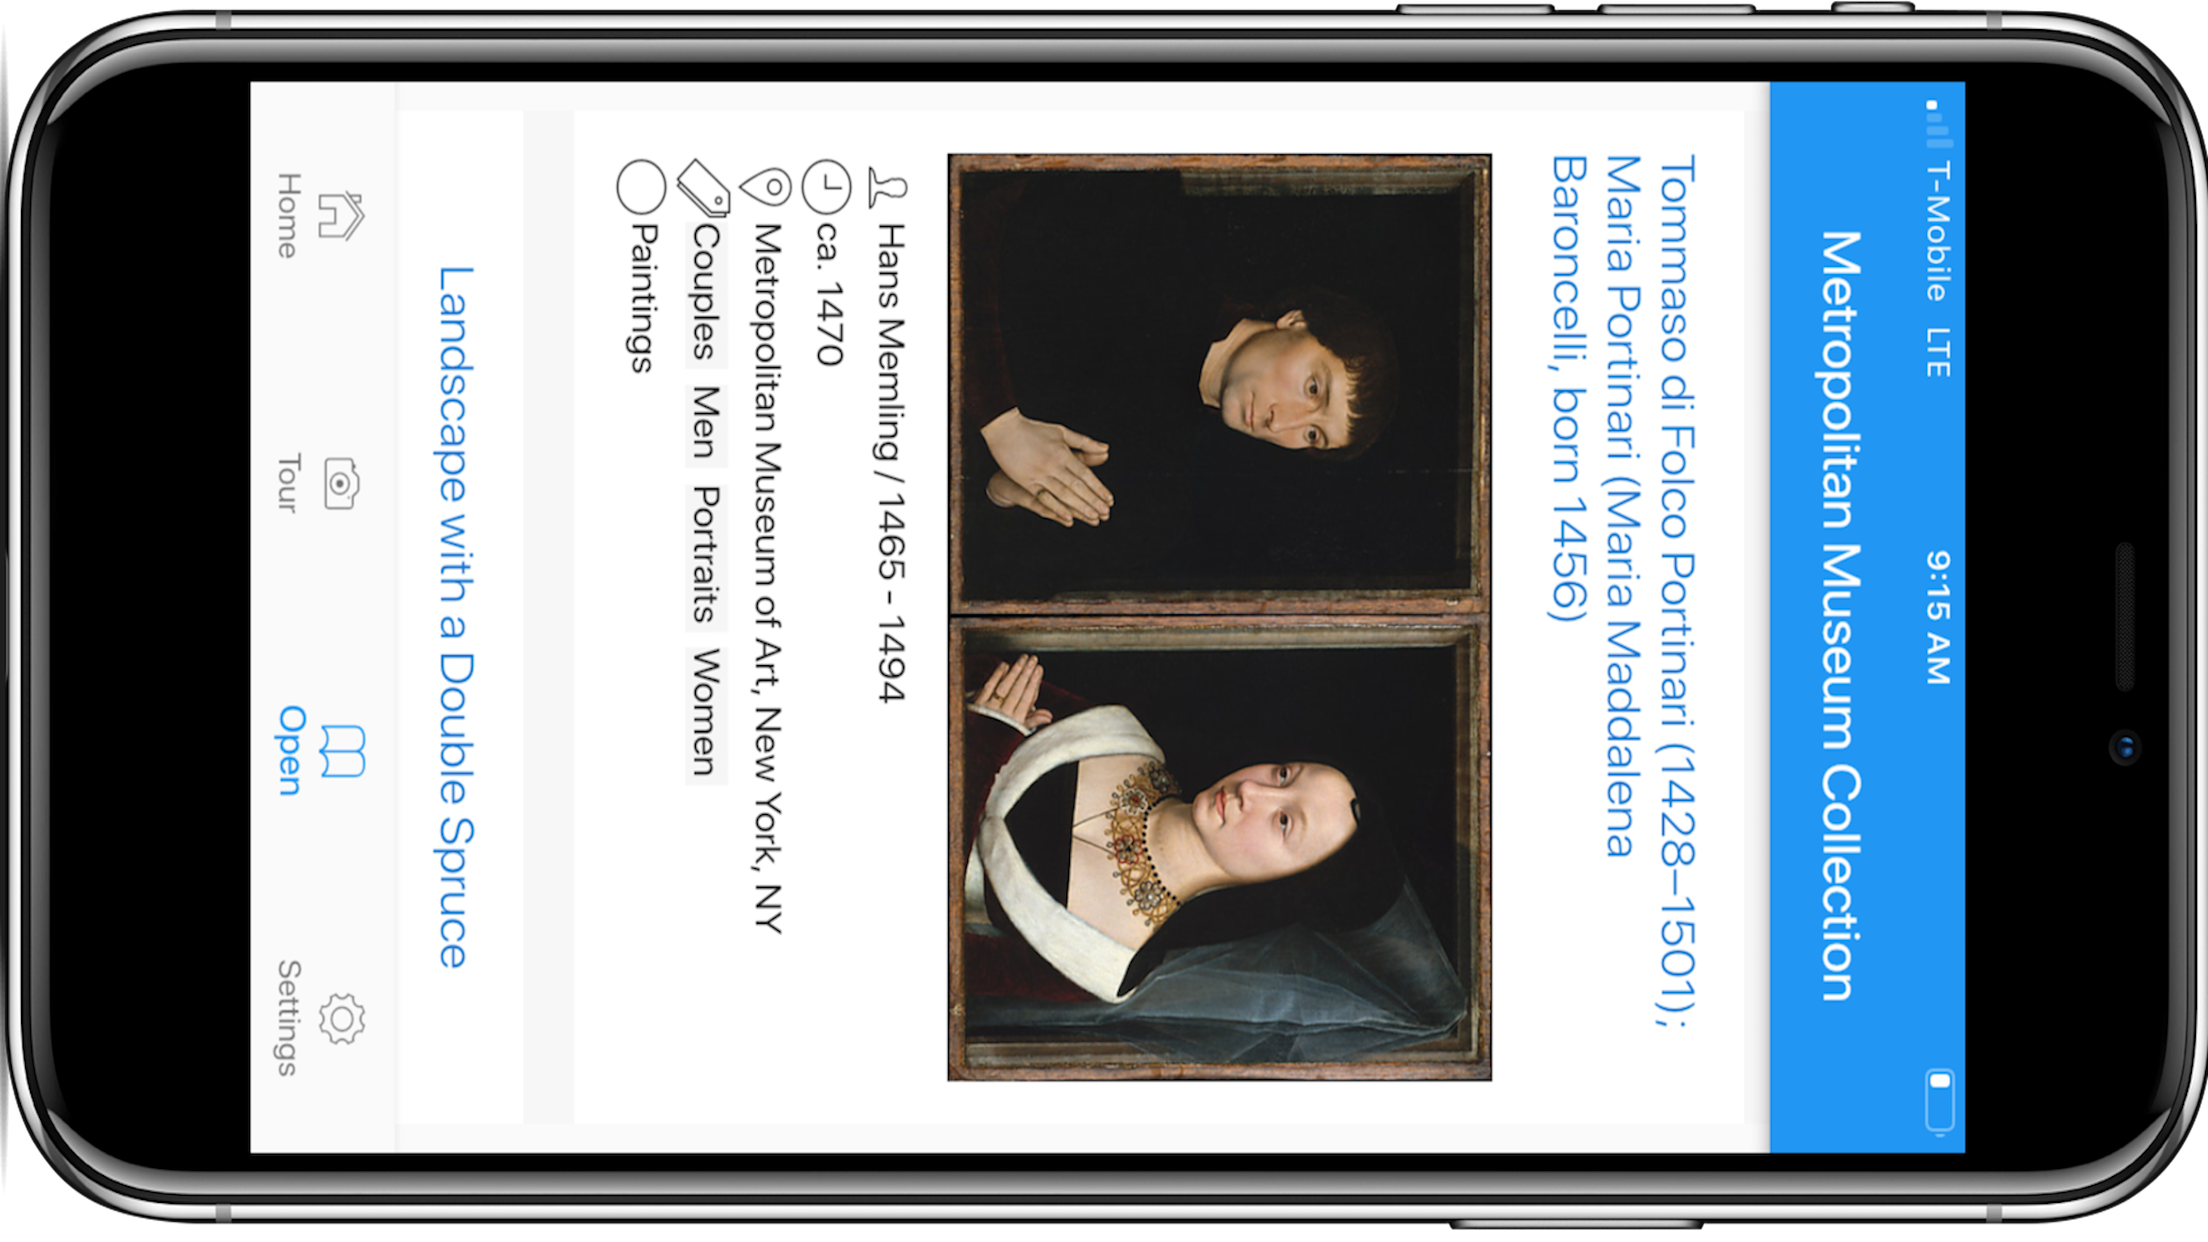 T-Mobile LTE 9:15 AM
Metropolitan Museum Collection
Tommaso di Folco Portinari (1428–1501);
Maria Portinari (Maria Maddalena
Baroncelli, born 1456)
Hans Memling / 1465 - 1494
ca. 1470
Metropolitan Museum of Art, New York, NY
Couples Men Portraits Women
Paintings
Landscape with a Double Spruce
Home Tour Open Settings